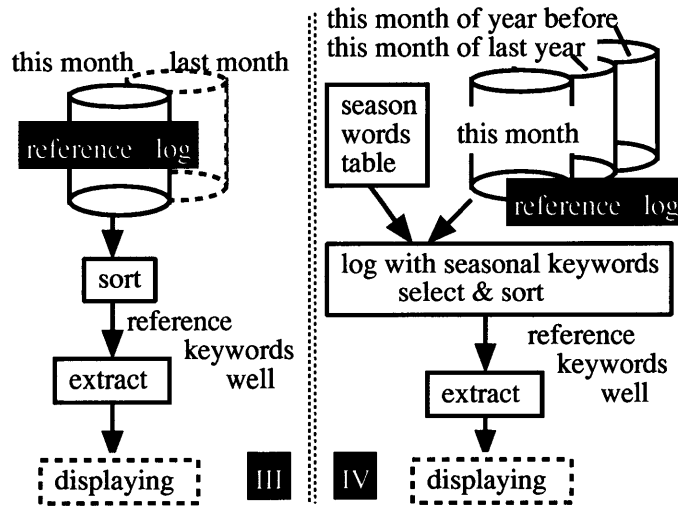 this month last month
reference log
sort
reference
keywords
well
extract
displaying
III
this month of year before
this month of last year
season
words
table
this month
reference log
log with seasonal keywords
select & sort
reference
keywords
well
extract
IV
displaying